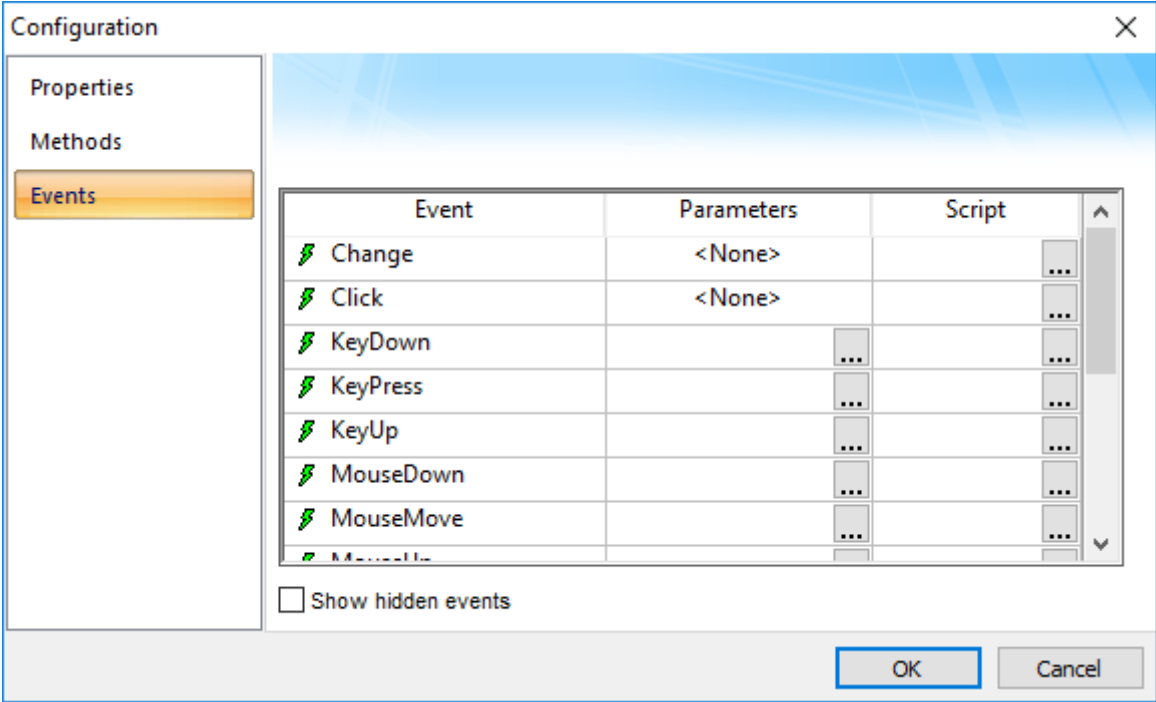 Configuration
Properties
Methods
Events
Event Parameters Script
Change <None> ...
Click <None> ...
KeyDown ... ...
KeyPress ... ...
KeyUp ... ...
MouseDown ... ...
MouseMove ... ...
Show hidden events
OK Cancel